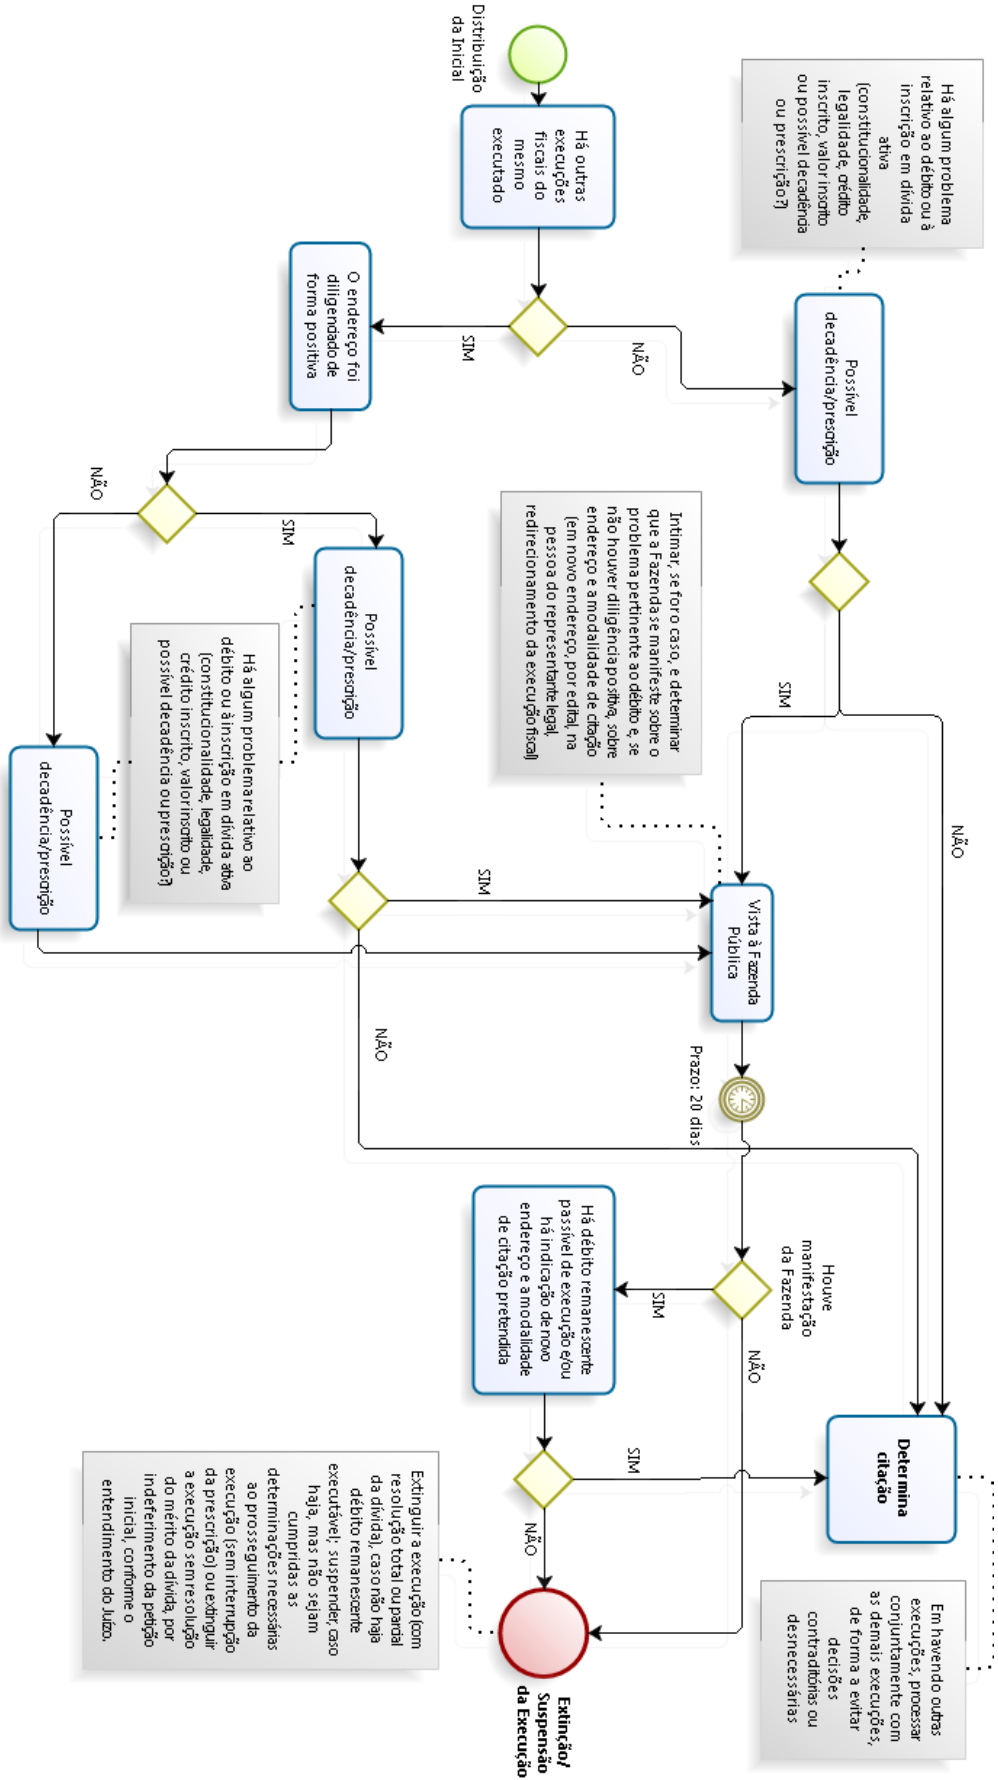 Distribuição
da Inicial
Há outras
execuções
fiscais do
mesmo
executado
Há algum problema
relativo ao débito ou à
inscrição em dívida
ativa
(constitucionalidade,
legalidade, crédito
inscrito, valor inscrito
ou possível decadência
ou prescrição?)
NÃO
SIM
Possível
decadência/prescrição
O endereço foi
diligenciado de
forma positiva
NÃO
SIM
Possível
decadência/prescrição
Possível
decadência/prescrição
Há algum problema relativo ao
débito ou à inscrição em dívida ativa
(constitucionalidade, legalidade,
crédito inscrito, valor inscrito ou
possível decadência ou prescrição?)
Intimar, se for o caso, e determinar
que a Fazenda se manifeste sobre o
problema pertinente ao débito e, se
não houver diligência positiva, sobre
endereço e a modalidade de citação
(em novo endereço, por edital, na
pessoa do representante legal,
redirecionamento da execução fiscal)
SIM
NÃO
SIM
NÃO
Vista à Fazenda
Pública
Prazo: 20 dias
Houve
manifestação
da Fazenda
SIM
NÃO
Há débito remanescente
passível de execução e/ou
há indicação de novo
endereço e a modalidade
de citação pretendida
SIM
NÃO
Determina
citação
Em havendo outras
execuções, processar
conjuntamente com
as demais execuções,
de forma a evitar
decisões
contraditórias ou
desnecessárias
Extinção/
Suspensão
da Execução
Extinguir a execução (com
resolução total ou parcial
da dívida), caso não haja
débito remanescente
executável; suspender, caso
haja, mas não sejam
cumpridas as
determinações necessárias
ao prosseguimento da
execução (sem interrupção
da prescrição) ou extinguir
a execução sem resolução
do mérito da dívida, por
indeferimento da petição
inicial, conforme o
entendimento do Juízo.